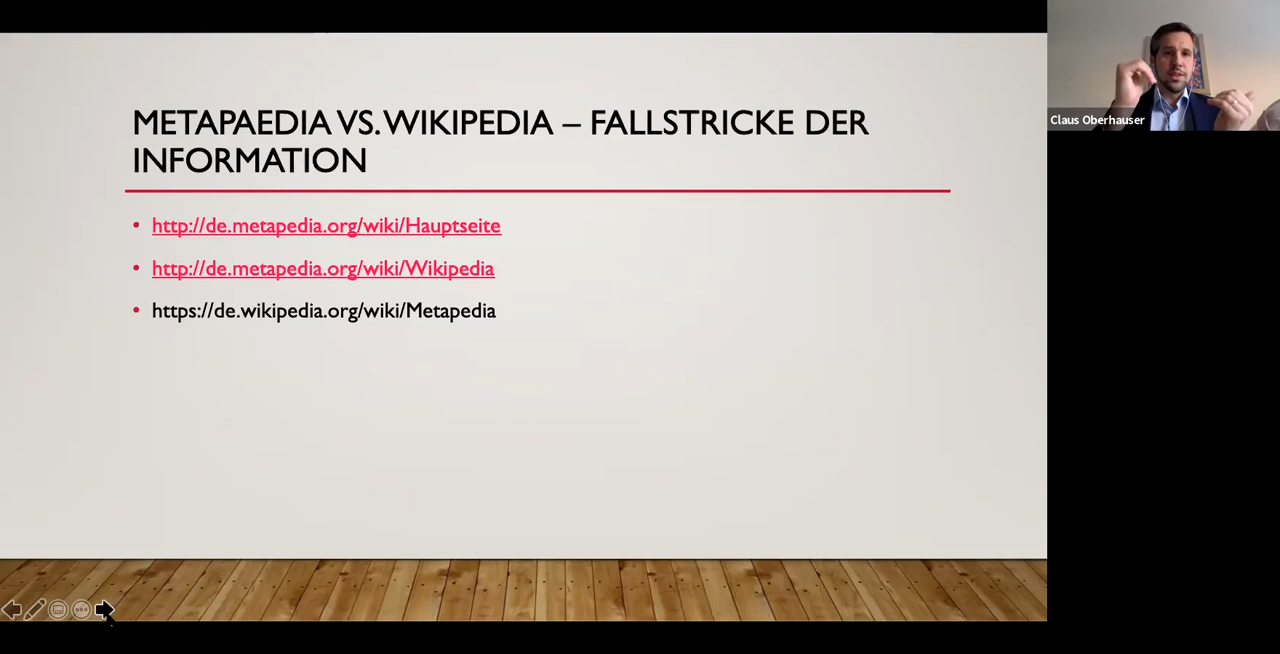 METAPAEDIA VS. WIKIPEDIA – FALLSTRICKE DER
INFORMATION
• http://de.metapedia.org/wiki/Hauptseite
• http://de.metapedia.org/wiki/Wikipedia
• https://de.wikipedia.org/wiki/Metapedia
Claus Oberhauser